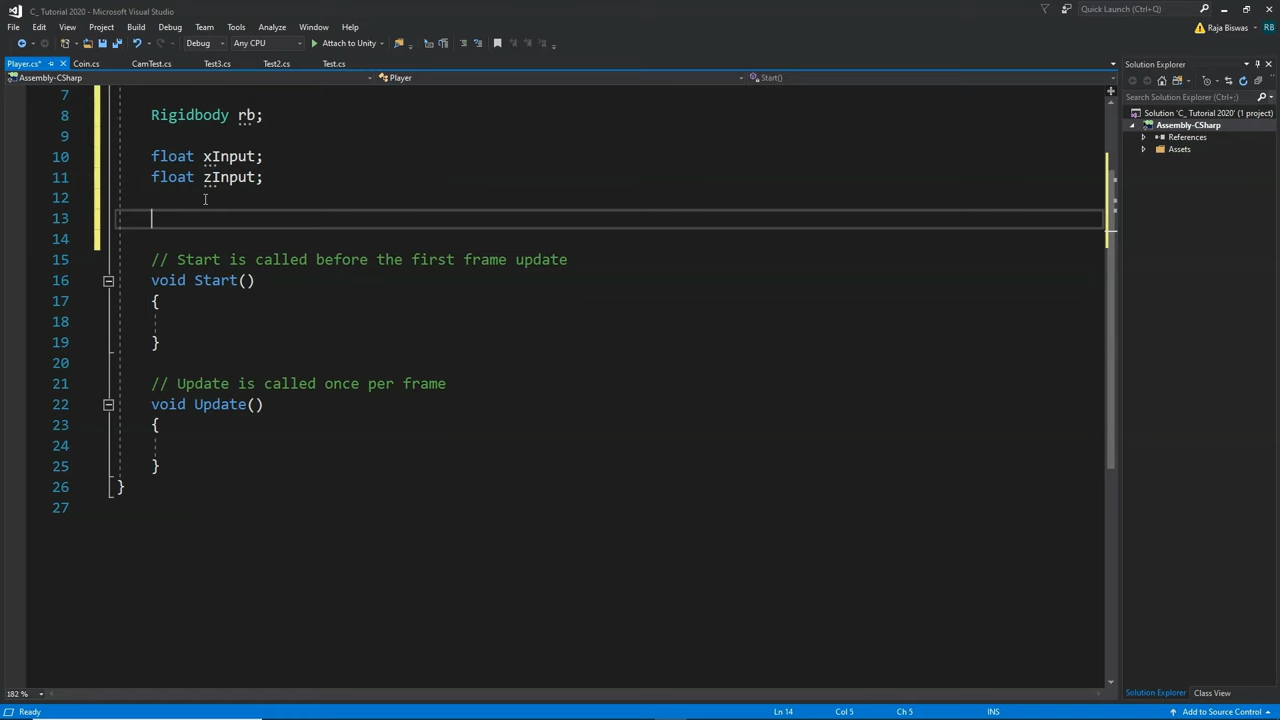 C_ Tutorial 2020 - Microsoft Visual Studio
Quick Launch (Ctrl+Q)
File Edit View Project Build Debug Team Tools Analyze Window Help
Raja Biswas RB
Debug Any CPU Attach to Unity
Player.cs* Coin.cs CamTest.cs Test3.cs Test2.cs Test.cs
Assembly-CSharp Player Start()
Solution Explorer
Search Solution Explorer (Ctrl+;)
Solution 'C_ Tutorial 2020' (1 project)
Assembly-CSharp
References
Assets
7
8 Rigidbody rb;
9
10 float xInput;
11 float zInput;
12
13
14
15 // Start is called before the first frame update
16 void Start()
17 {
18
19 }
20
21 // Update is called once per frame
22 void Update()
23 {
24
25 }
26 }
27
182 %
Solution Explorer Class View
Ready Ln 14 Col 5 Ch 5 INS Add to Source Control